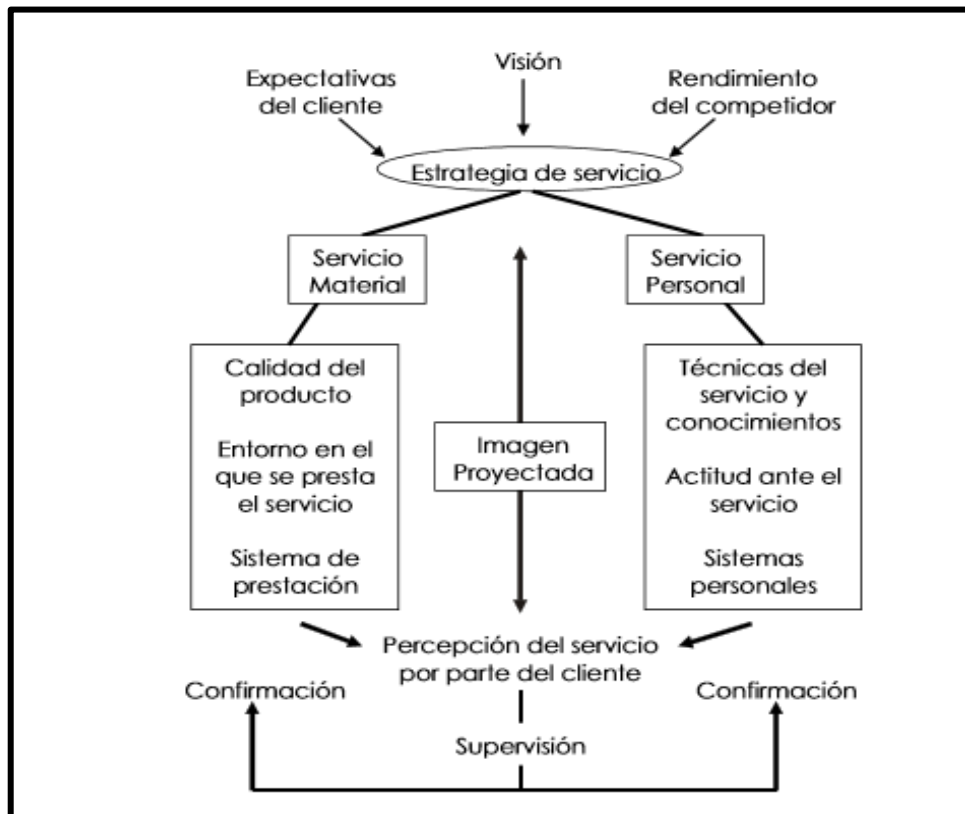 Visión
Expectativas
del cliente
Rendimiento
del competidor
Estrategia de servicio
Servicio
Material
Servicio
Personal
Calidad del
producto
Entorno en el
que se presta
el servicio
Sistema de
prestación
Imagen
Proyectada
Técnicas del
servicio y
conocimientos
Actitud ante el
servicio
Sistemas
personales
Percepción del servicio
por parte del cliente
Confirmación
Confirmación
Supervisión